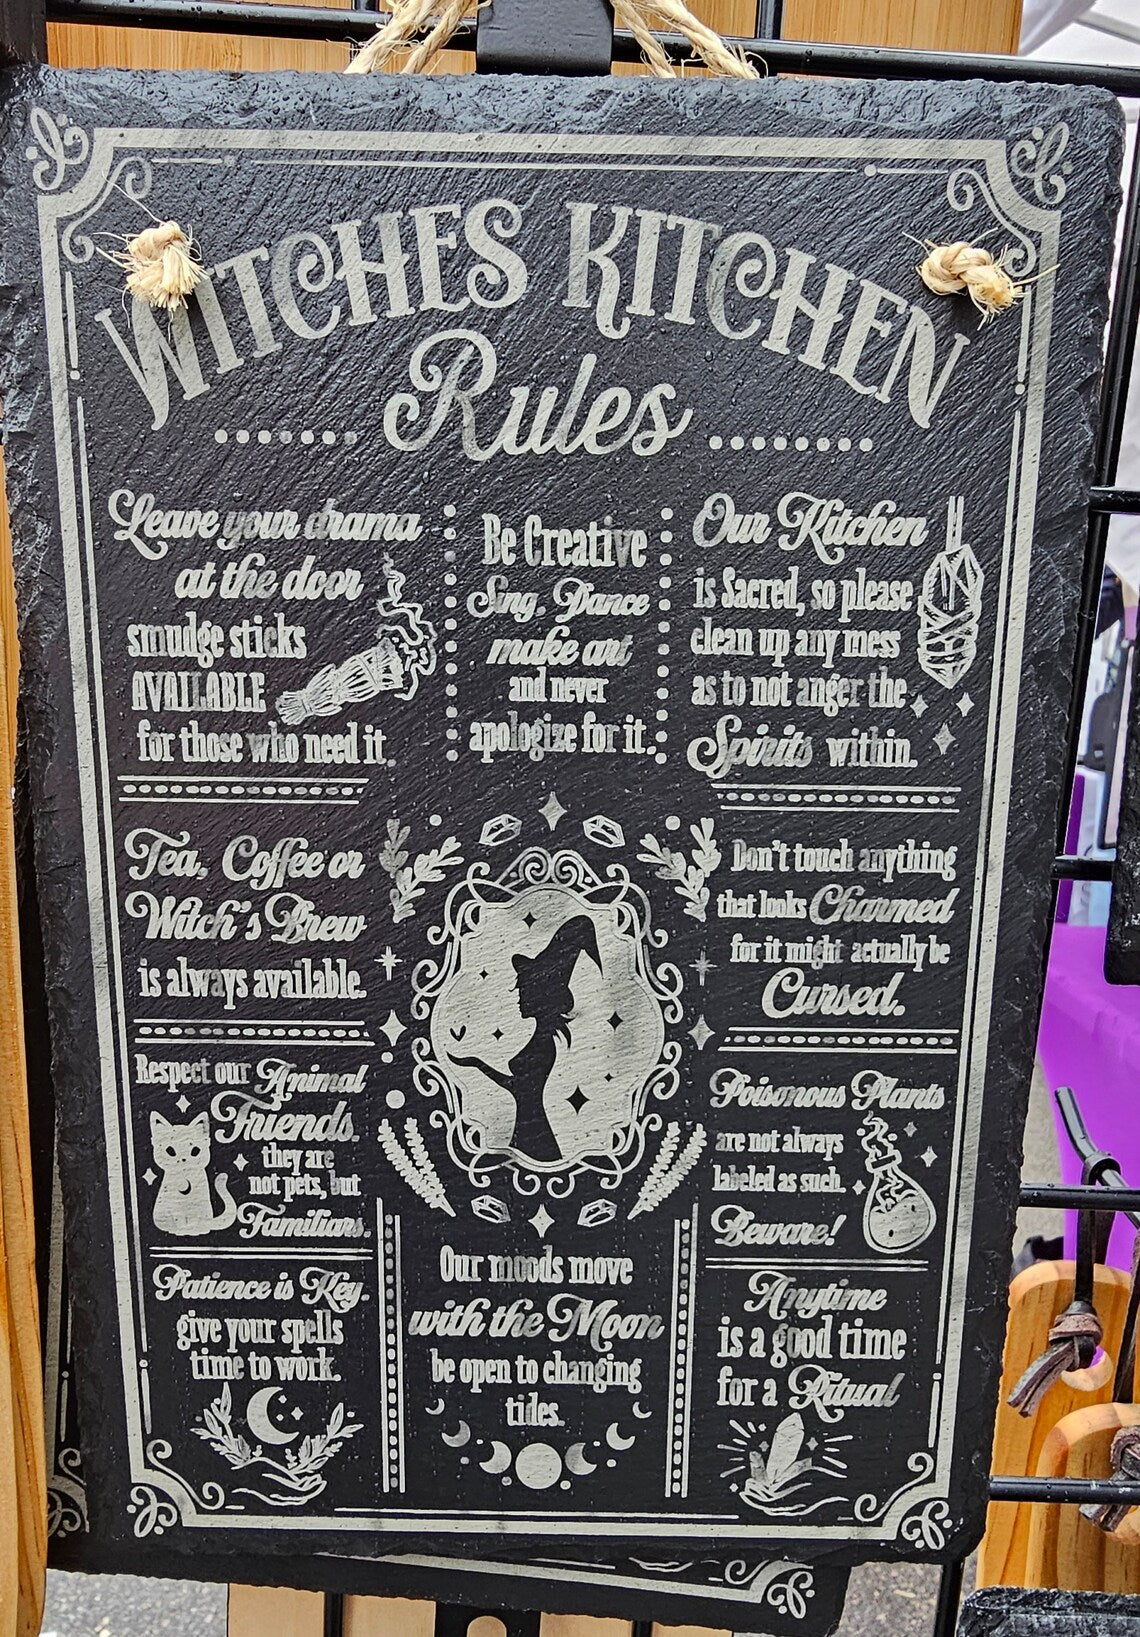 WITCHES KITCHEN
Rules
Leave your drama
at the door
smudge sticks
AVAILABLE
for those who need it.
Be Creative
Sing, Dance
make art
and never
apologize for it.
Our Kitchen
is Sacred, so please
clean up any mess
as to not anger the
Spirits within.
Tea, Coffee or
Witch's Brew
is always available.
Don't touch anything
that looks Charmed
for it might actually be
Cursed.
Respect our Animal
Friends.
they are
not pets, but
Familiars.
Poisonous Plants
are not always
labeled as such.
Beware!
Patience is Key.
give your spells
time to work.
Our moods move
with the Moon
be open to changing
tides.
Anytime
is a good time
for a Ritual